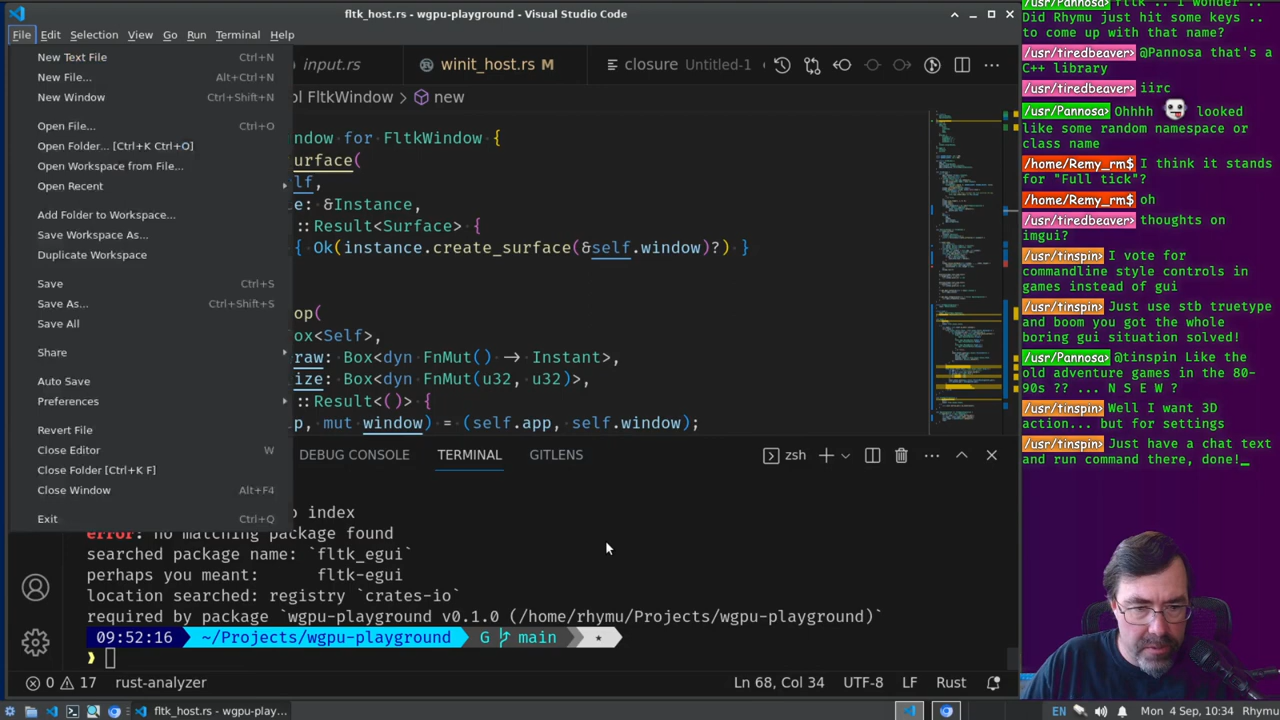 fltk_host.rs - wgpu-playground - Visual Studio Code
File Edit Selection View Go Run Terminal Help
New Text File Ctrl+N
New File... Alt+Ctrl+N
New Window Ctrl+Shift+N
Open File... Ctrl+O
Open Folder... [Ctrl+K Ctrl+O]
Open Workspace from File...
Open Recent
Add Folder to Workspace...
Save Workspace As...
Duplicate Workspace
Save Ctrl+S
Save As... Ctrl+Shift+S
Save All
Share
Auto Save
Preferences
Revert File
Close Editor W
Close Folder [Ctrl+K F]
Close Window Alt+F4
Exit Ctrl+Q
input.rs winit_host.rs M closure Untitled-1
pl FltkWindow > new
ndow for FltkWindow {
urface(
lf,
e: &Instance,
::Result<Surface> {
{ Ok(instance.create_surface(&self.window)?) }
op(
ox<Self>,
raw: Box<dyn FnMut() -> Instant>,
ize: Box<dyn FnMut(u32, u32)>,
::Result<()> {
p, mut window) = (self.app, self.window);
DEBUG CONSOLE TERMINAL GITLENS zsh
o index
error: no matching package found
searched package name: `fltk_egui`
perhaps you meant: fltk-egui
location searched: registry `crates-io`
required by package `wgpu-playground v0.1.0 (/home/rhymu/Projects/wgpu-playground)`
09:52:16 ~/Projects/wgpu-playground G main *
❯
0 17 rust-analyzer Ln 68, Col 34 UTF-8 LF Rust
fltk_host.rs - wgpu-play... EN Mon 4 Sep, 10:34 Rhymu
/usr/Pannosa> fltk .. I wonder ..
Did Rhymu just hit some keys ..
to come up with that name?
/usr/tiredbeaver> @Pannosa that's a
C++ library
/usr/tiredbeaver> iirc
/usr/Pannosa> Ohhhh looked
like some random namespace or
class name
/home/Remy_rm$ I think it stands
for "Full tick"?
/home/Remy_rm$ oh
/usr/tiredbeaver> thoughts on
imgui?
/usr/tinspin> I vote for
commandline style controls in
games instead of gui
/usr/tinspin> Just use stb truetype
and boom you got the whole
boring gui situation solved!
/usr/Pannosa> @tinspin Like the
old adventure games in the 80-
90s ?? ... N S E W ?
/usr/tinspin> Well I want 3D
action... but for settings
/usr/tinspin> Just have a chat text
and run command there, done!_